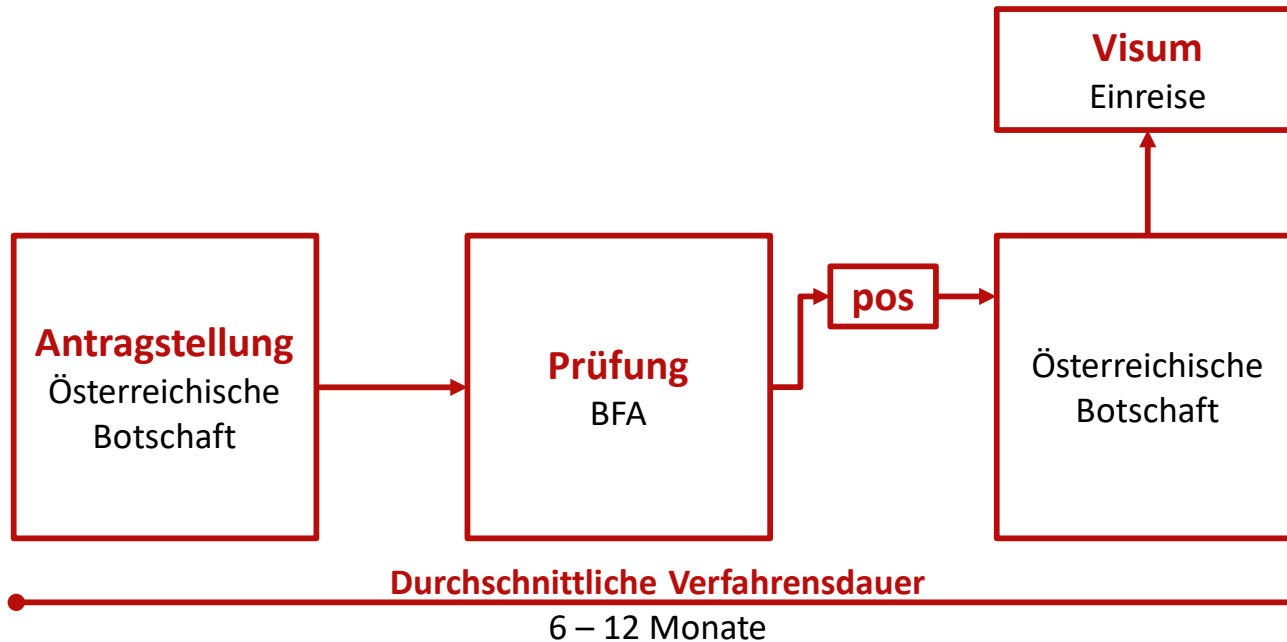 Visum
Einreise
Antragstellung
Österreichische
Botschaft
Prüfung
BFA
pos
Österreichische
Botschaft
Durchschnittliche Verfahrensdauer
6 – 12 Monate